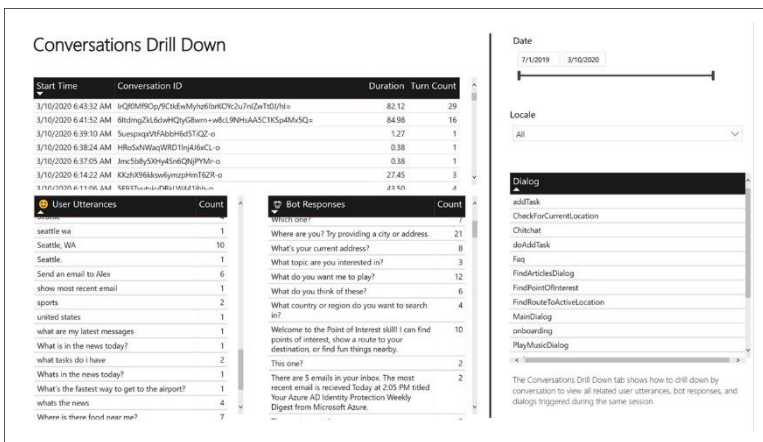 Conversations Drill Down
Start Time Conversation ID Duration Turn Count
3/10/2020 6:43:32 AM 82.12 29
3/10/2020 6:41:52 AM 84.98 16
3/10/2020 6:39:10 AM 5uespxqxVtFAbbH6d5TiQZ-o 1.27 1
3/10/2020 6:38:24 AM HRo5xNWaqWRD1Inj4J6xCL-o 0.38 1
3/10/2020 6:37:05 AM Jmc5b8y5XHy4Sn6QNjPYMr-o 0.38 1
3/10/2020 6:14:22 AM KKzhX96kksw6ymzpHmT6ZR-o 27.45 3
3/10/2020 6:11:06 AM 43.50 4
User Utterances Count
Seattle 4
seattle wa 1
Seattle, WA 10
Seattle. 1
Send an email to Alex 6
show most recent email 1
sports 2
united states 1
what are my latest messages 1
What is in the news today? 1
what tasks do i have 2
Whats in the news today? 1
What's the fastest way to get to the airport? 1
whats the news 4
Where is there food near me? 7
Bot Responses Count
Which one? 7
Where are you? Try providing a city or address. 21
What's your current address? 8
What topic are you interested in? 3
What do you want me to play? 12
What do you think of these? 6
What country or region do you want to search 4
in?
Welcome to the Point of Interest skill! I can find 10
points of interest, show a route to your
destination, or find fun things nearby.
This one? 2
There are 5 emails in your inbox. The most 2
recent email is recieved Today at 2:05 PM titled
Your Azure AD Identity Protection Weekly
Digest from Microsoft Azure.
Date
7/1/2019 3/10/2020
Locale
All
Dialog
addTask
CheckForCurrentLocation
Chitchat
doAddTask
Faq
FindArticlesDialog
FindPointOfInterest
FindRouteToActiveLocation
MainDialog
onboarding
PlayMusicDialog
The Conversations Drill Down tab shows how to drill down by
conversation to view all related user utterances, bot responses, and
dialogs triggered during the same session.